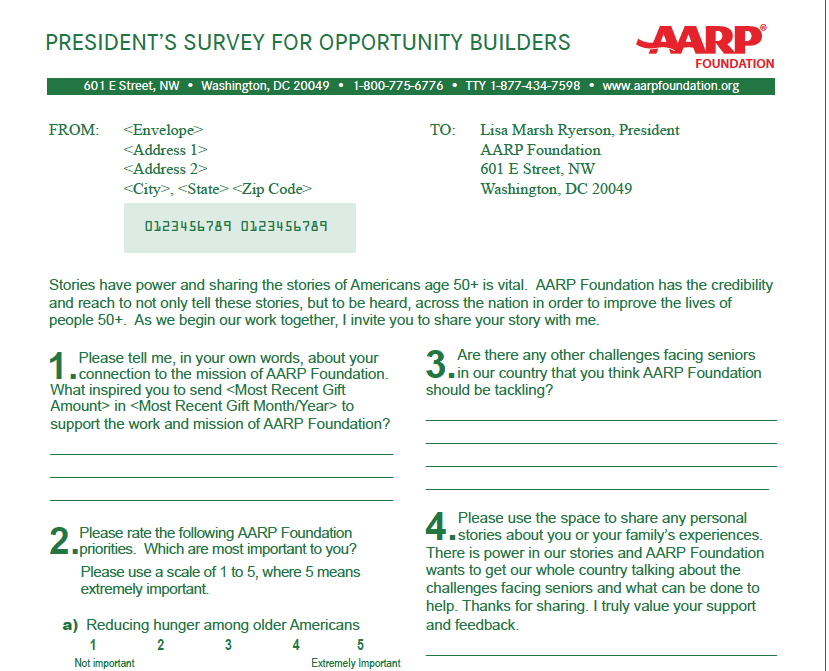 PRESIDENT'S SURVEY FOR OPPORTUNITY BUILDERS
AARP®
FOUNDATION
601 E Street, NW • Washington, DC 20049 • 1-800-775-6776 • TTY 1-877-434-7598 • www.aarpfoundation.org
FROM: <Envelope>
<Address 1>
<Address 2>
<City>, <State> <Zip Code>
0123456789 0123456789
TO: Lisa Marsh Ryerson, President
AARP Foundation
601 E Street, NW
Washington, DC 20049
Stories have power and sharing the stories of Americans age 50+ is vital.  AARP Foundation has the credibility
and reach to not only tell these stories, but to be heard, across the nation in order to improve the lives of
people 50+.  As we begin our work together, I invite you to share your story with me.
1. Please tell me, in your own words, about your
connection to the mission of AARP Foundation.
What inspired you to send <Most Recent Gift
Amount> in <Most Recent Gift Month/Year> to
support the work and mission of AARP Foundation?
2. Please rate the following AARP Foundation
priorities.  Which are most important to you?
Please use a scale of 1 to 5, where 5 means
extremely important.
a) Reducing hunger among older Americans
1 2 3 4 5
Not important Extremely Important
3. Are there any other challenges facing seniors
in our country that you think AARP Foundation
should be tackling?
4. Please use the space to share any personal
stories about you or your family's experiences.
There is power in our stories and AARP Foundation
wants to get our whole country talking about the
challenges facing seniors and what can be done to
help. Thanks for sharing. I truly value your support
and feedback.